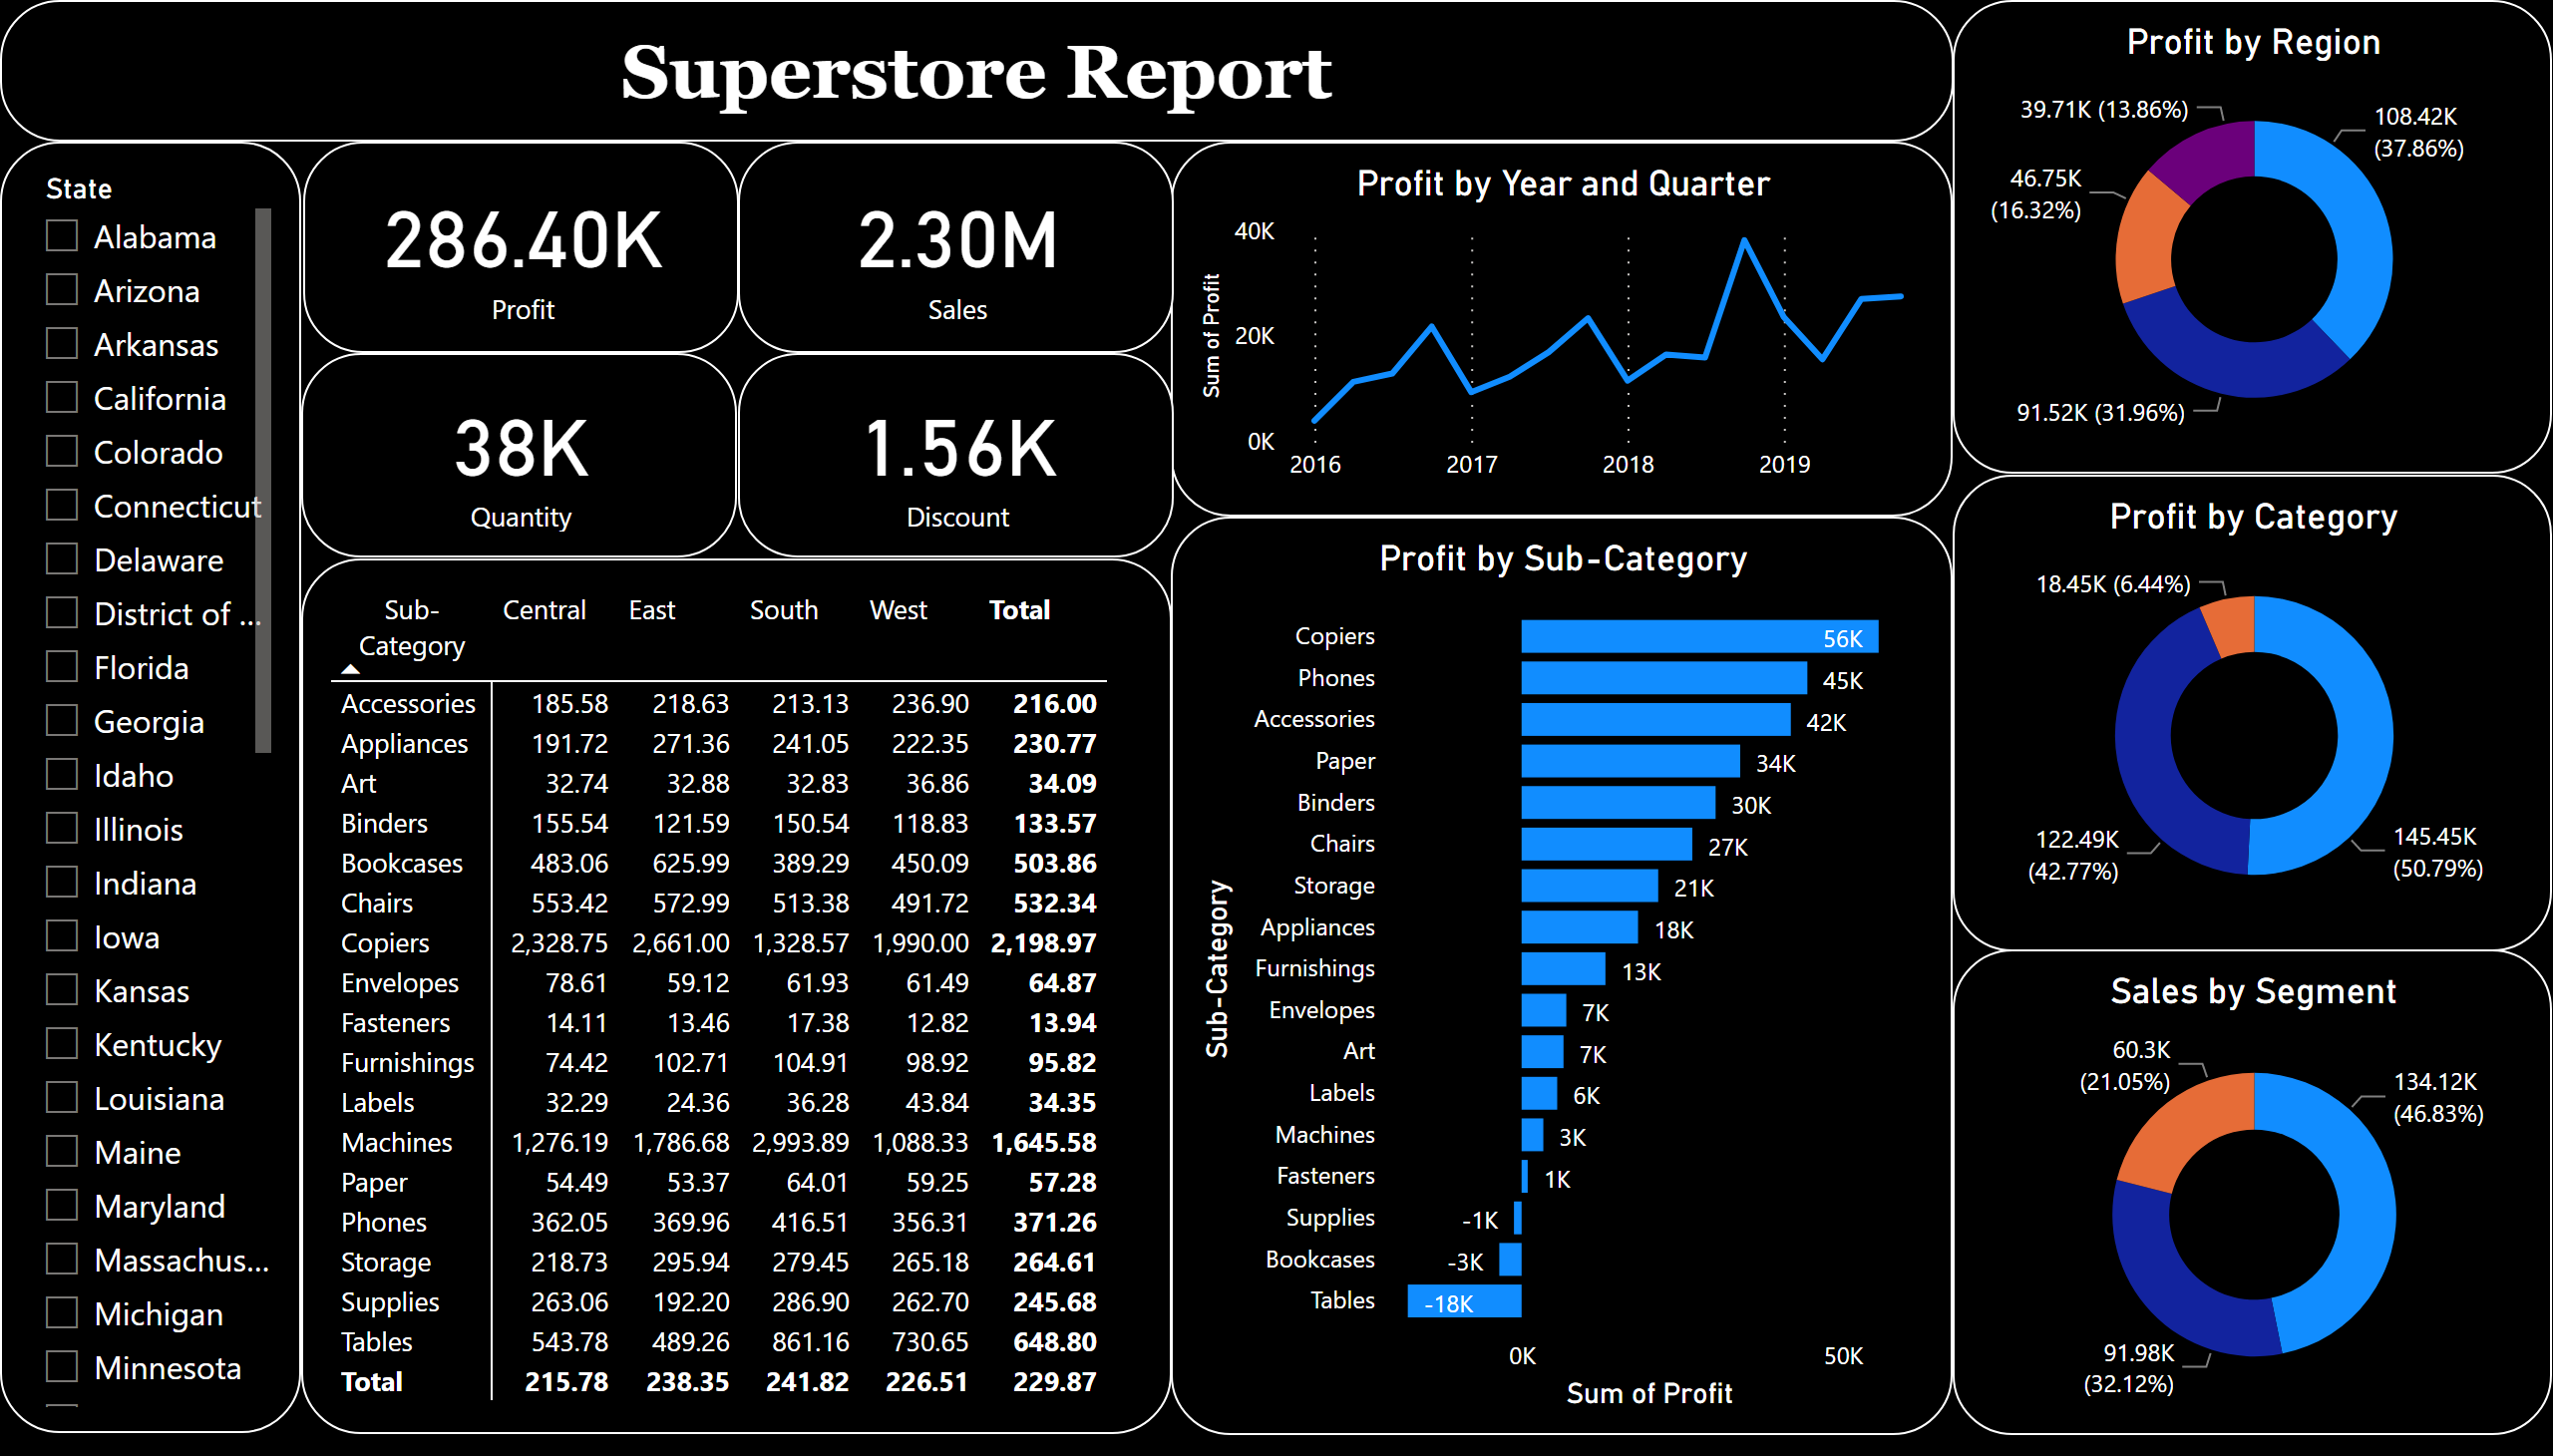 Superstore Report
State
Alabama
Arizona
Arkansas
California
Colorado
Connecticut
Delaware
District of ...
Florida
Georgia
Idaho
Illinois
Indiana
Iowa
Kansas
Kentucky
Louisiana
Maine
Maryland
Massachus...
Michigan
Minnesota
286.40K
Profit
2.30M
Sales
38K
Quantity
1.56K
Discount
Sub-
Category Central East South West Total
Accessories 185.58 218.63 213.13 236.90 216.00
Appliances 191.72 271.36 241.05 222.35 230.77
Art 32.74 32.88 32.83 36.86 34.09
Binders 155.54 121.59 150.54 118.83 133.57
Bookcases 483.06 625.99 389.29 450.09 503.86
Chairs 553.42 572.99 513.38 491.72 532.34
Copiers 2,328.75 2,661.00 1,328.57 1,990.00 2,198.97
Envelopes 78.61 59.12 61.93 61.49 64.87
Fasteners 14.11 13.46 17.38 12.82 13.94
Furnishings 74.42 102.71 104.91 98.92 95.82
Labels 32.29 24.36 36.28 43.84 34.35
Machines 1,276.19 1,786.68 2,993.89 1,088.33 1,645.58
Paper 54.49 53.37 64.01 59.25 57.28
Phones 362.05 369.96 416.51 356.31 371.26
Storage 218.73 295.94 279.45 265.18 264.61
Supplies 263.06 192.20 286.90 262.70 245.68
Tables 543.78 489.26 861.16 730.65 648.80
Total 215.78 238.35 241.82 226.51 229.87
Profit by Year and Quarter
Sum of Profit
40K
20K
0K
2016 2017 2018 2019
Profit by Sub-Category
Sub-Category
Copiers 56K
Phones 45K
Accessories 42K
Paper 34K
Binders 30K
Chairs 27K
Storage 21K
Appliances 18K
Furnishings 13K
Envelopes 7K
Art 7K
Labels 6K
Machines 3K
Fasteners 1K
Supplies -1K
Bookcases -3K
Tables -18K
0K 50K
Sum of Profit
Profit by Region
39.71K (13.86%)
108.42K
(37.86%)
46.75K
(16.32%)
91.52K (31.96%)
Profit by Category
18.45K (6.44%)
122.49K
(42.77%)
145.45K
(50.79%)
Sales by Segment
60.3K
(21.05%)
134.12K
(46.83%)
91.98K
(32.12%)